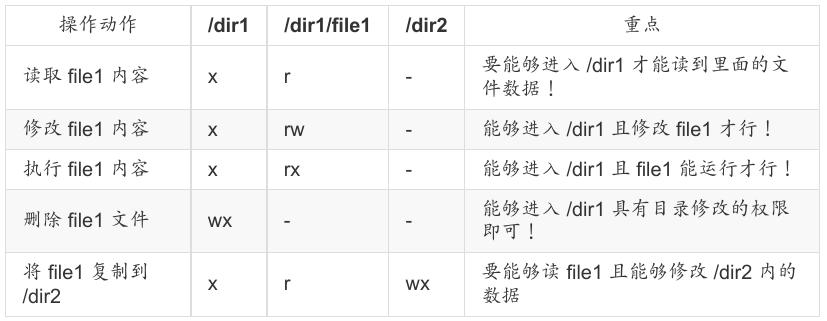 操作动作 /dir1 /dir1/file1 /dir2 重点
读取 file1 内容 x r - 要能够进入 /dir1 才能读到里面的文
件数据！
修改 file1 内容 x rw - 能够进入 /dir1 且修改 file1 才行！
执行 file1 内容 x rx - 能够进入 /dir1 且 file1 能运行才行！
删除 file1 文件 wx - - 能够进入 /dir1 具有目录修改的权限
即可！
将 file1 复制到
/dir2 x r wx 要能够读 file1 且能够修改 /dir2 内的
数据